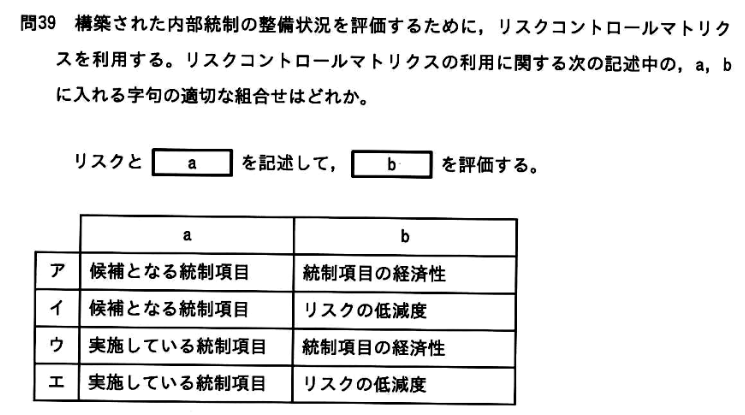 問39 構築された内部統制の整備状況を評価するために，リスクコントロールマトリク
スを利用する。リスクコントロールマトリクスの利用に関する次の記述中の，a，b
に入れる字句の適切な組合せはどれか。
リスクと a を記述して， b を評価する。
a b
ア 候補となる統制項目 統制項目の経済性
イ 候補となる統制項目 リスクの低減度
ウ 実施している統制項目 統制項目の経済性
エ 実施している統制項目 リスクの低減度